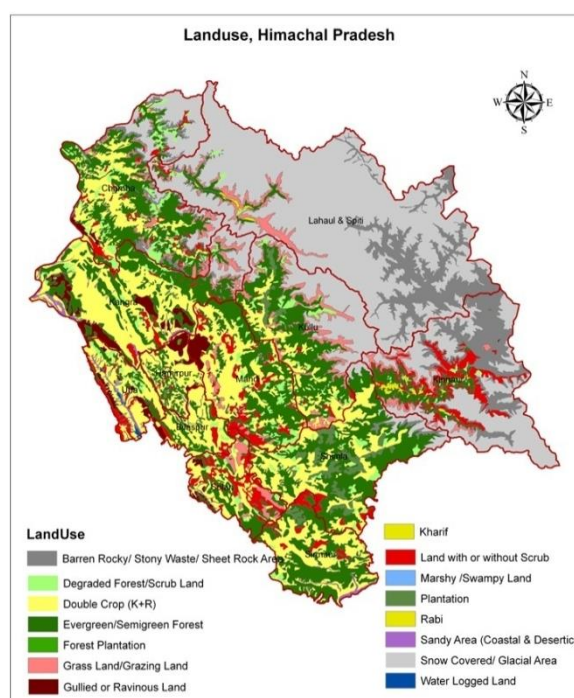 Landuse, Himachal Pradesh
N
W E
S
Chamba
Lahaul & Spiti
Kangra
Kullu
Hamirpur
Mandi
Kinnaur
Una
Bilaspur
Shimla
Solan
Sirmaur
LandUse
Barren Rocky/ Stony Waste/ Sheet Rock Area
Degraded Forest/Scrub Land
Double Crop (K+R)
Evergreen/Semigreen Forest
Forest Plantation
Grass Land/Grazing Land
Gullied or Ravinous Land
Kharif
Land with or without Scrub
Marshy /Swampy Land
Plantation
Rabi
Sandy Area (Coastal & Desertic
Snow Covered/ Glacial Area
Water Logged Land